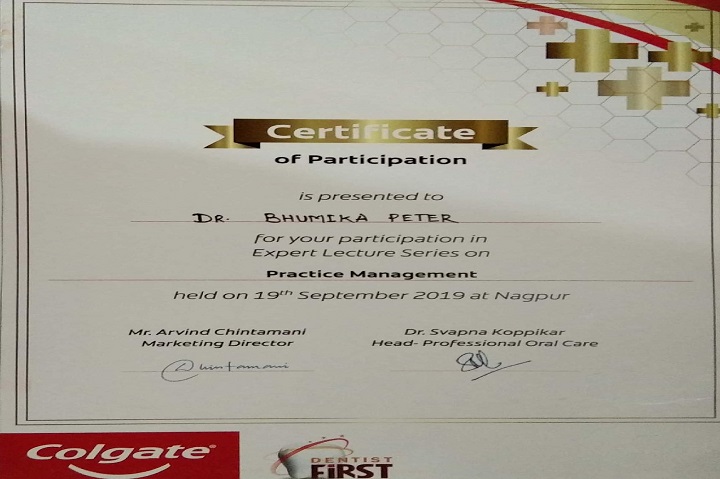 Certificate
of Participation
is presented to
DR. BHUMIKA PETER
for your participation in
Expert Lecture Series on
Practice Management
held on 19th September 2019 at Nagpur
Mr. Arvind Chintamani
Marketing Director
Dr. Svapna Koppikar
Head- Professional Oral Care
Chintamani
Colgate®
DENTIST
FiRST